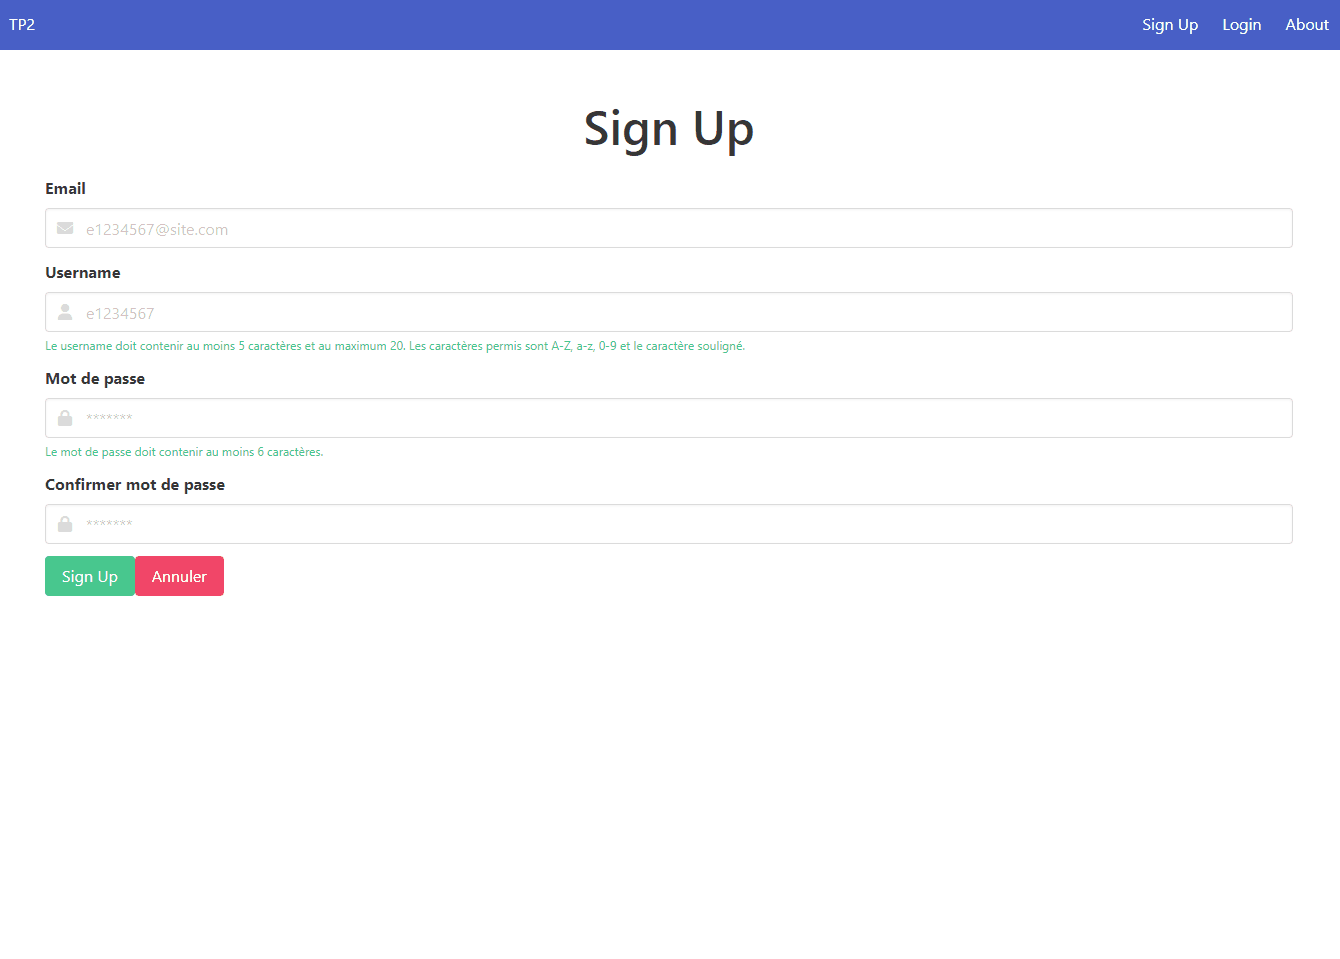 TP2
Sign Up Login About
Sign Up
Email
e1234567@site.com
Username
e1234567
Le username doit contenir au moins 5 caractères et au maximum 20. Les caractères permis sont A-Z, a-z, 0-9 et le caractère souligné.
Mot de passe
*******
Le mot de passe doit contenir au moins 6 caractères.
Confirmer mot de passe
*******
Sign Up Annuler